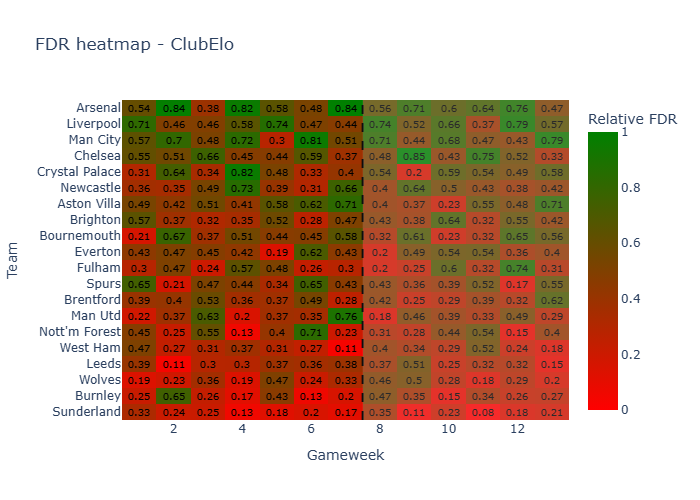 FDR heatmap - ClubElo
Relative FDR
Arsenal 0.54 0.84 0.38 0.82 0.58 0.48 0.84 0.56 0.71 0.6 0.64 0.76 0.47
Liverpool 0.71 0.46 0.46 0.58 0.74 0.47 0.44 0.74 0.52 0.66 0.37 0.79 0.57
Man City 0.57 0.7 0.48 0.72 0.3 0.81 0.51 0.71 0.44 0.68 0.47 0.43 0.79
Chelsea 0.55 0.51 0.66 0.45 0.44 0.59 0.37 0.48 0.85 0.43 0.75 0.52 0.33
Crystal Palace 0.31 0.64 0.34 0.82 0.48 0.33 0.4 0.54 0.2 0.59 0.54 0.49 0.58
Newcastle 0.36 0.35 0.49 0.73 0.39 0.31 0.66 0.4 0.64 0.5 0.43 0.38 0.42
Aston Villa 0.49 0.42 0.51 0.41 0.58 0.62 0.71 0.4 0.37 0.23 0.55 0.48 0.71
Brighton 0.57 0.37 0.32 0.35 0.52 0.28 0.47 0.43 0.38 0.64 0.32 0.55 0.42
Bournemouth 0.21 0.67 0.37 0.51 0.44 0.45 0.58 0.32 0.61 0.23 0.32 0.65 0.56
Everton 0.43 0.47 0.45 0.42 0.19 0.62 0.43 0.2 0.49 0.54 0.54 0.36 0.4
Fulham 0.3 0.47 0.24 0.57 0.48 0.26 0.3 0.2 0.25 0.6 0.32 0.74 0.31
Spurs 0.65 0.21 0.47 0.44 0.34 0.65 0.43 0.43 0.36 0.39 0.52 0.17 0.55
Brentford 0.39 0.4 0.53 0.36 0.37 0.49 0.28 0.42 0.25 0.29 0.39 0.32 0.62
Man Utd 0.22 0.37 0.63 0.2 0.37 0.35 0.76 0.18 0.46 0.39 0.33 0.49 0.29
Nott'm Forest 0.45 0.25 0.55 0.13 0.4 0.71 0.23 0.31 0.28 0.44 0.54 0.15 0.4
West Ham 0.47 0.27 0.31 0.37 0.31 0.27 0.11 0.4 0.34 0.29 0.52 0.24 0.18
Leeds 0.39 0.11 0.3 0.3 0.37 0.36 0.38 0.37 0.51 0.25 0.32 0.32 0.15
Wolves 0.19 0.23 0.36 0.19 0.47 0.24 0.33 0.46 0.5 0.28 0.18 0.29 0.2
Burnley 0.25 0.65 0.26 0.17 0.43 0.13 0.2 0.47 0.35 0.15 0.34 0.26 0.27
Sunderland 0.33 0.24 0.25 0.13 0.18 0.2 0.17 0.35 0.11 0.23 0.08 0.18 0.21
2 4 6 8 10 12
Gameweek
Team
1
0.8
0.6
0.4
0.2
0